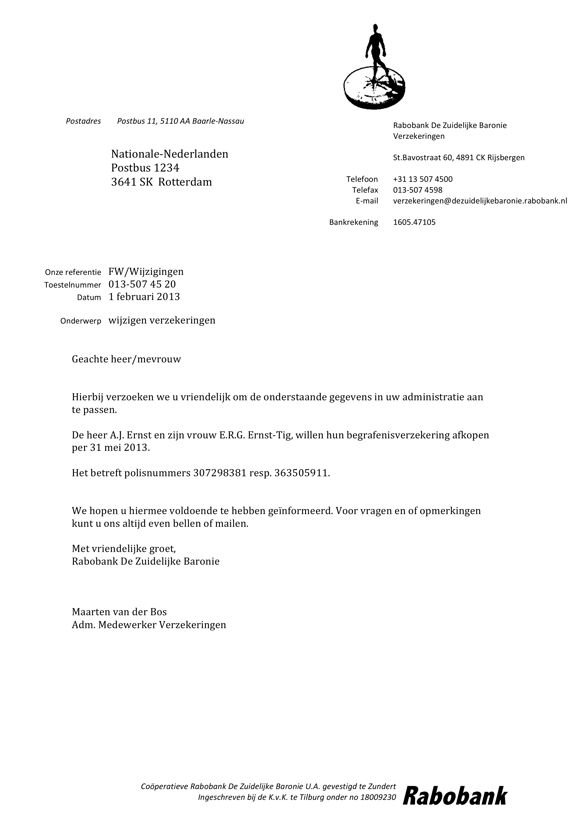 Postadres Postbus 11, 5110 AA Baarle-Nassau
Rabobank De Zuidelijke Baronie
Verzekeringen
St.Bavostraat 60, 4891 CK Rijsbergen
Telefoon +31 13 507 4500
Telefax 013-507 4598
E-mail verzekeringen@dezuidelijkebaronie.rabobank.nl
Bankrekening 1605.47105
Nationale-Nederlanden
Postbus 1234
3641 SK Rotterdam
Onze referentie FW/Wijzigingen
Toestelnummer 013-507 45 20
Datum 1 februari 2013
Onderwerp wijzigen verzekeringen
Geachte heer/mevrouw
Hierbij verzoeken we u vriendelijk om de onderstaande gegevens in uw administratie aan
te passen.
De heer A.J. Ernst en zijn vrouw E.R.G. Ernst-Tig, willen hun begrafenisverzekering afkopen
per 31 mei 2013.
Het betreft polisnummers 307298381 resp. 363505911.
We hopen u hiermee voldoende te hebben geïnformeerd. Voor vragen en of opmerkingen
kunt u ons altijd even bellen of mailen.
Met vriendelijke groet,
Rabobank De Zuidelijke Baronie
Maarten van der Bos
Adm. Medewerker Verzekeringen
Coöperatieve Rabobank De Zuidelijke Baronie U.A. gevestigd te Zundert
Ingeschreven bij de K.v.K. te Tilburg onder no 18009230
Rabobank